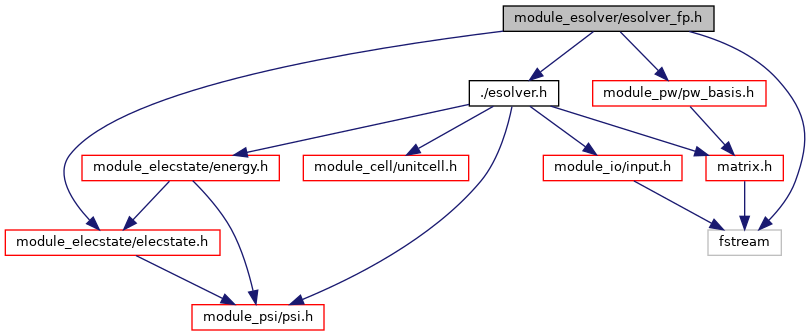 module_esolver/esolver_fp.h
./esolver.h
module_pw/pw_basis.h
module_elecstate/energy.h
module_cell/unitcell.h
module_io/input.h
matrix.h
module_elecstate/elecstate.h
fstream
module_psi/psi.h